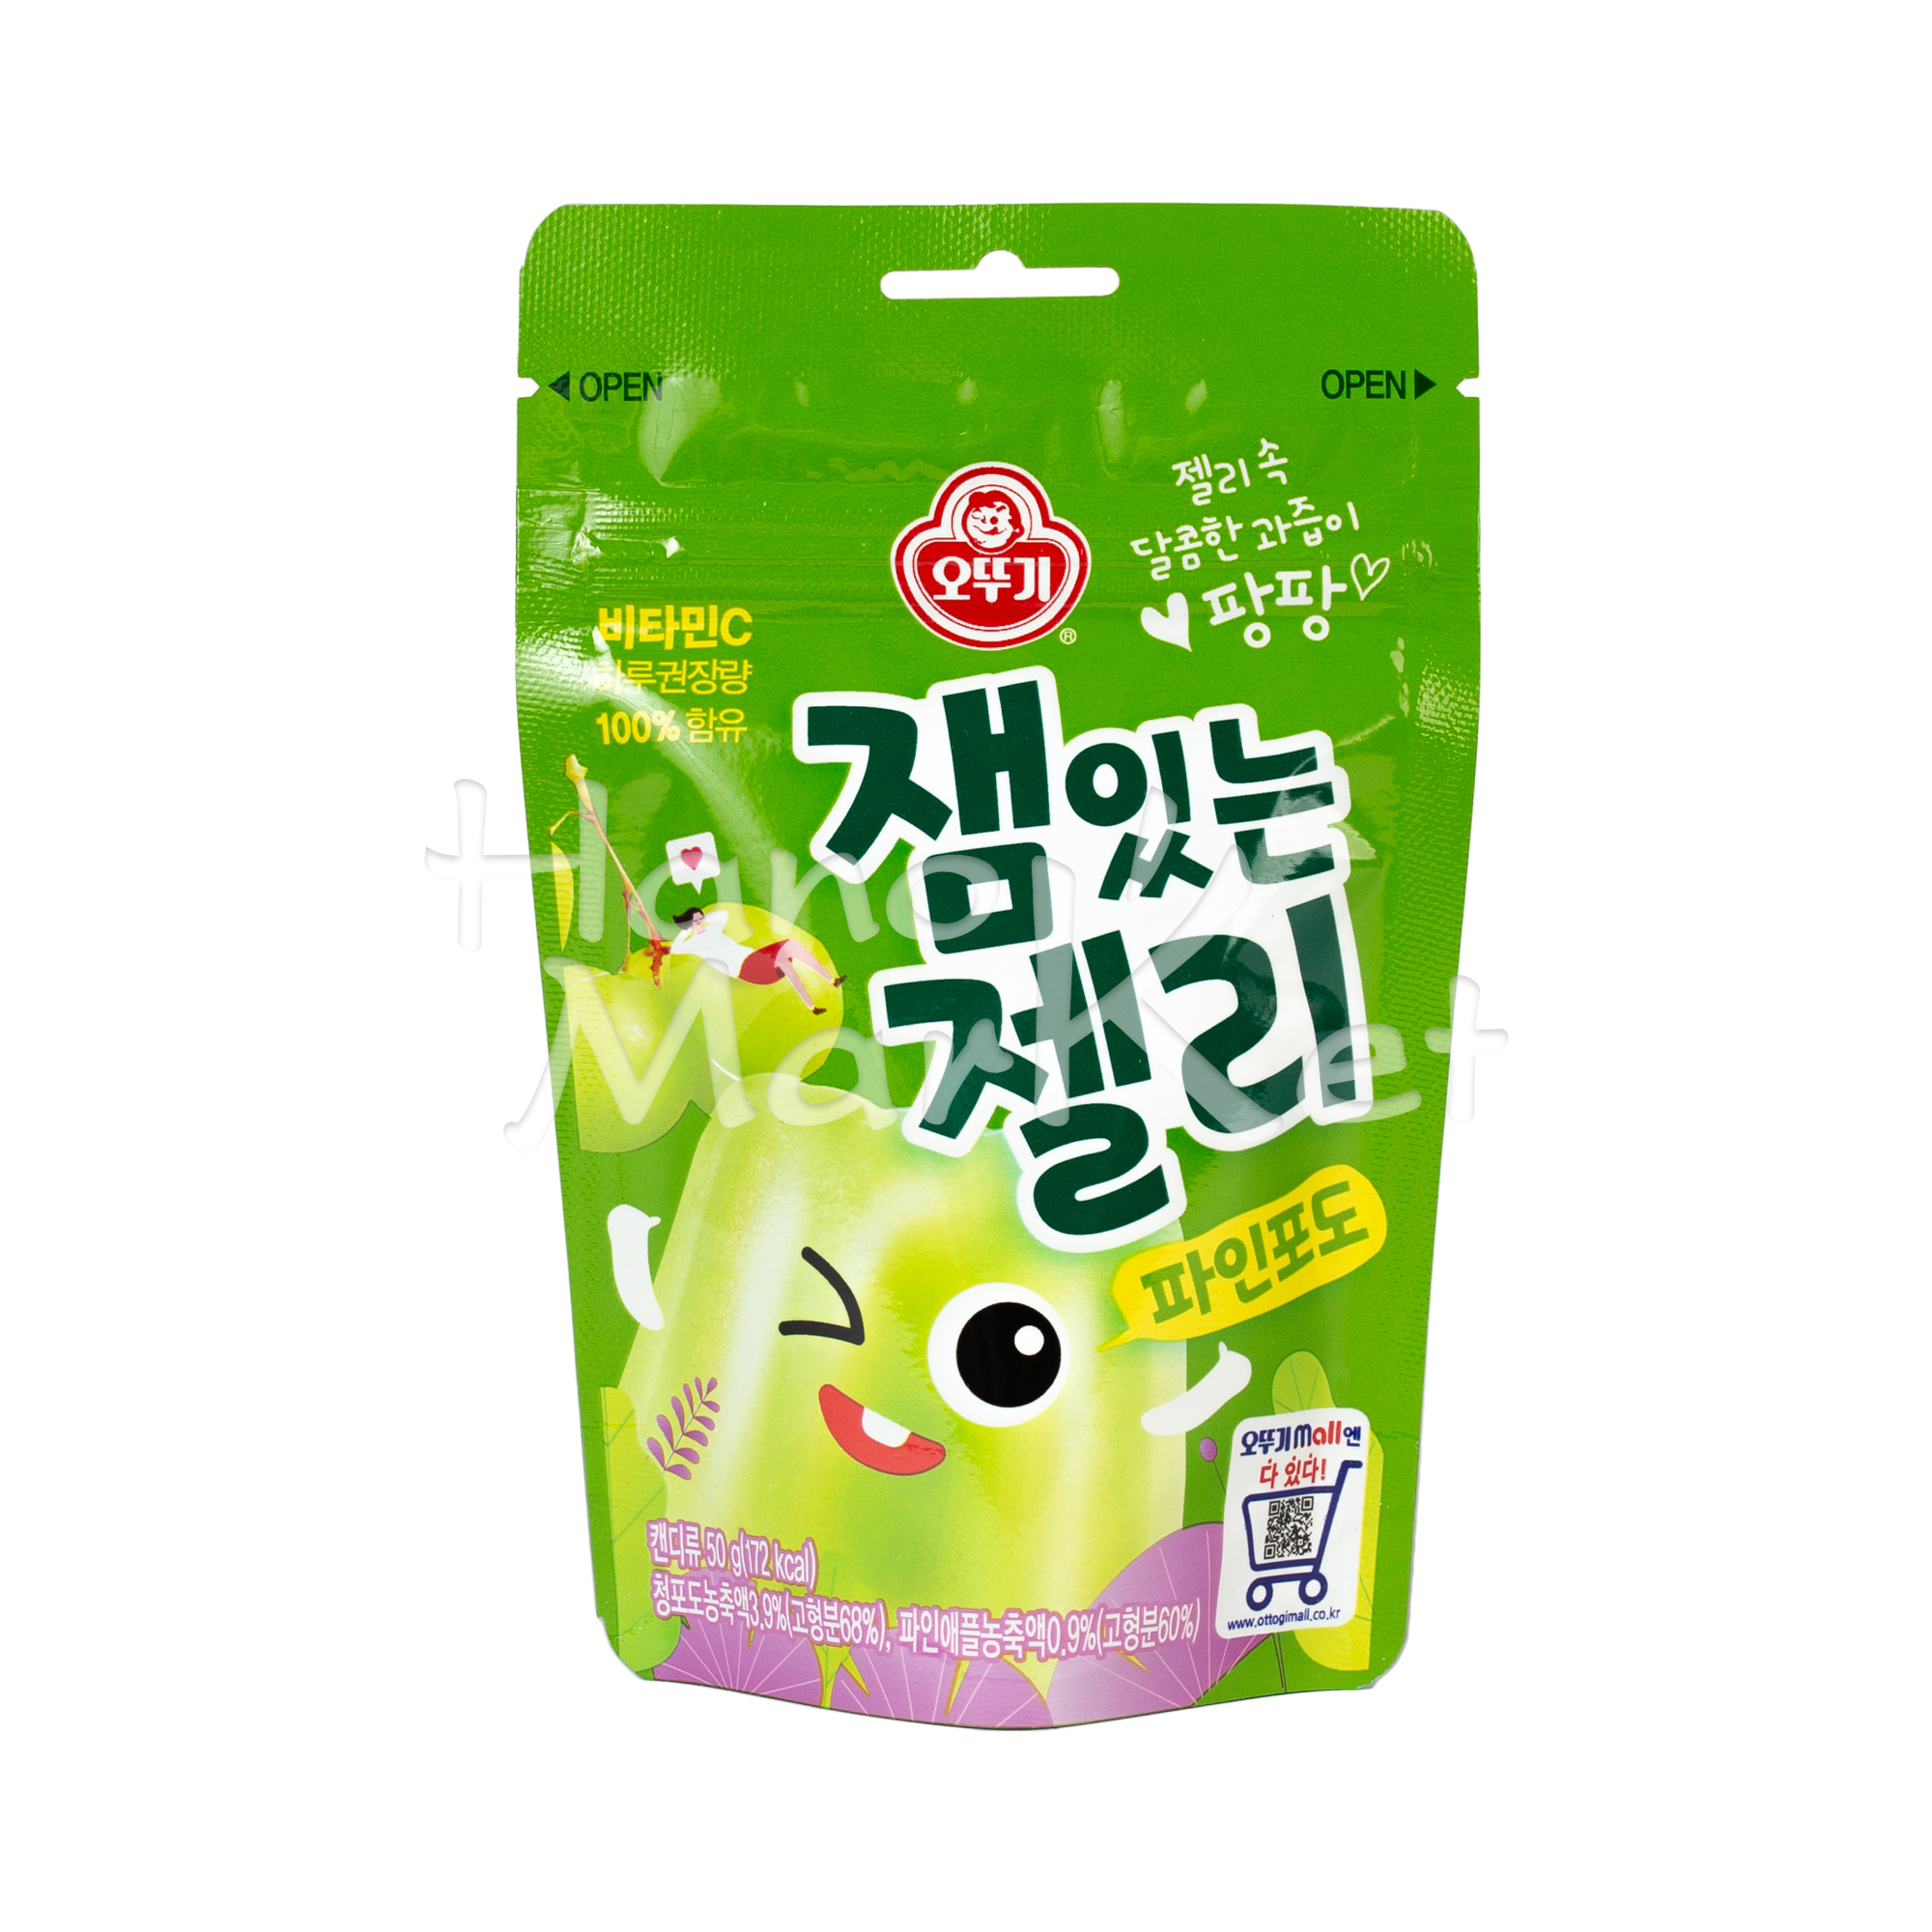 OPEN
OPEN
젤리 속
달콤한 과즙이
팡팡
오뚜기
®
비타민C
하루권장량
100% 함유
잼있는
젤리
Hanok
Market
파인포도
오뚜기mall엔
다 있다!
www.ottogimall.co.kr
캔디류 50 g(172 kcal)
청포도농축액3.9%(고형분68%), 파인애플농축액0.9%(고형분60%)